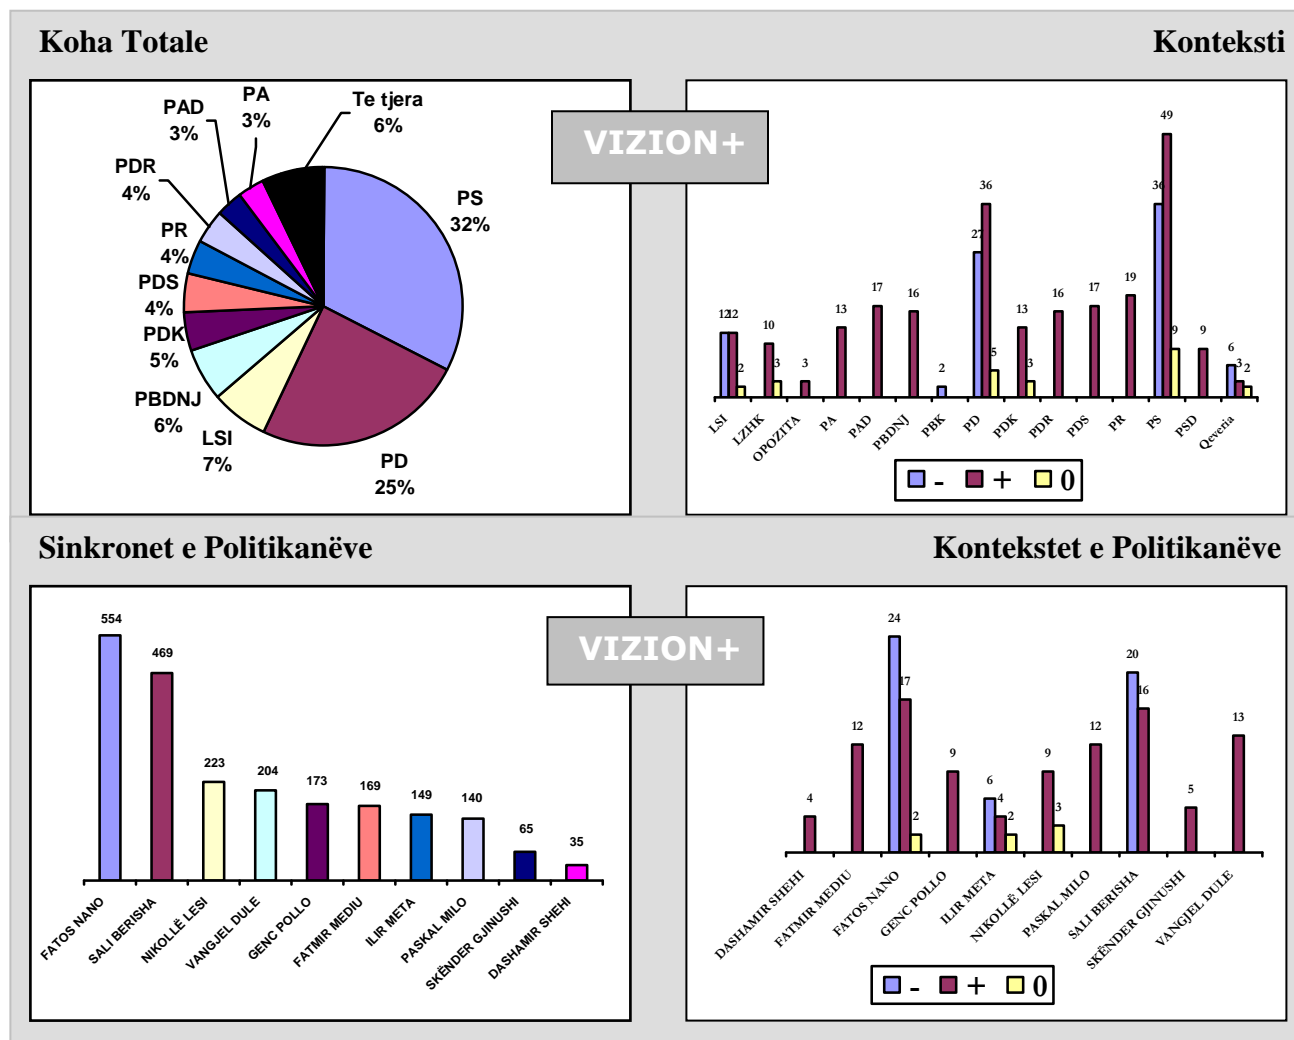 Koha Totale
Konteksti
VIZION+
PA
3%
Te tjera
6%
PAD
3%
PDR
4%
PS
32%
PR
4%
PDS
4%
PDK
5%
PBDNJ
6%
LSI
7%
PD
25%
12 12 2 10 3 3 13 17 16 2 27 36 5 13 3 16 17 19 36 49 9 9 6 3 2
LSI LZHK OPOZITA PA PAD PBDNJ PBK PD PDK PDR PDS PR PS PSD Qeveria
- + 0
Sinkronet e Politikanëve
Kontekstet e Politikanëve
VIZION+
554 469 223 204 173 169 149 140 65 35
FATOS NANO
SALI BERISHA
NIKOLLË LESI
VANGJEL DULE
GENC POLLO
FATMIR MEDIU
ILIR META
PASKAL MILO
SKËNDER GJINUSHI
DASHAMIR SHEHI
4 12 24 17 2 9 6 4 2 9 3 12 20 16 5 13
DASHAMIR SHEHI
FATMIR MEDIU
FATOS NANO
GENC POLLO
ILIR META
NIKOLLË LESI
PASKAL MILO
SALI BERISHA
SKËNDER GJINUSHI
VANGJEL DULE
- + 0